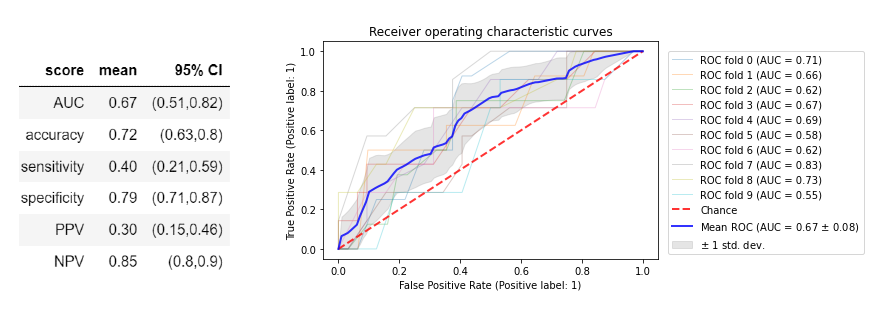 score mean 95% CI
AUC 0.67 (0.51,0.82)
accuracy 0.72 (0.63,0.8)
sensitivity 0.40 (0.21,0.59)
specificity 0.79 (0.71,0.87)
PPV 0.30 (0.15,0.46)
NPV 0.85 (0.8,0.9)
Receiver operating characteristic curves
True Positive Rate (Positive label: 1)
1.0
0.8
0.6
0.4
0.2
0.0
0.0 0.2 0.4 0.6 0.8 1.0
False Positive Rate (Positive label: 1)
ROC fold 0 (AUC = 0.71)
ROC fold 1 (AUC = 0.66)
ROC fold 2 (AUC = 0.62)
ROC fold 3 (AUC = 0.67)
ROC fold 4 (AUC = 0.69)
ROC fold 5 (AUC = 0.58)
ROC fold 6 (AUC = 0.62)
ROC fold 7 (AUC = 0.83)
ROC fold 8 (AUC = 0.73)
ROC fold 9 (AUC = 0.55)
Chance
Mean ROC (AUC = 0.67 ± 0.08)
± 1 std. dev.